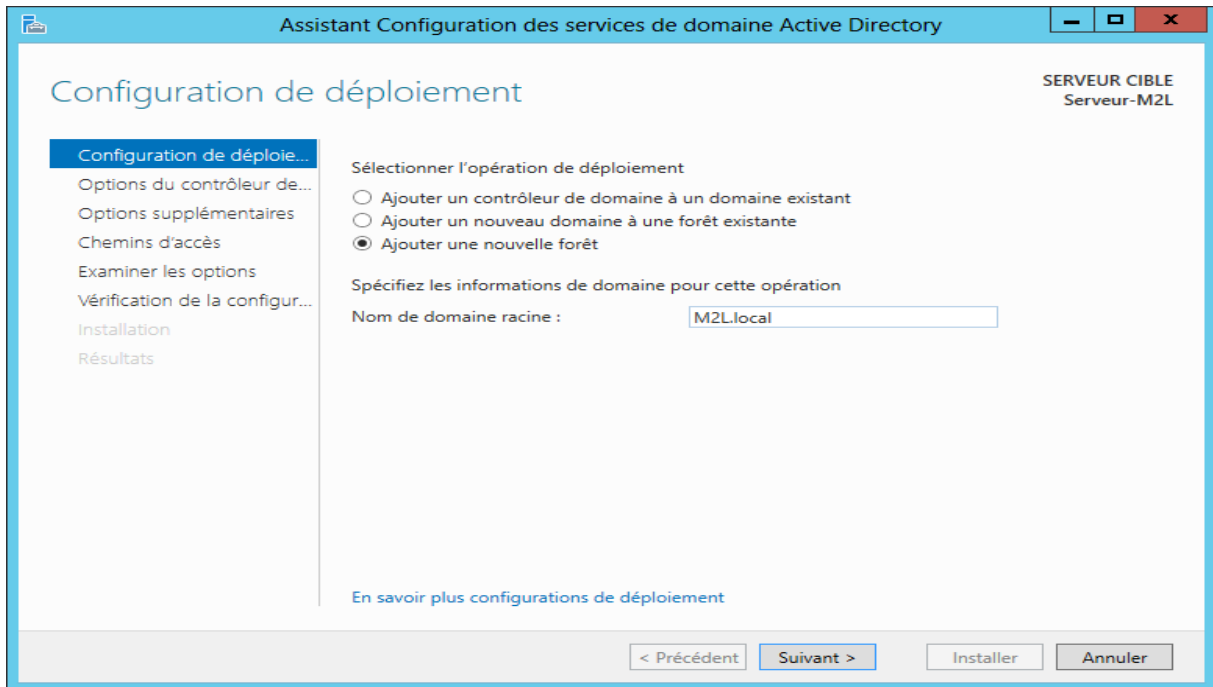 Assistant Configuration des services de domaine Active Directory
Configuration de déploiement
SERVEUR CIBLE
Serveur-M2L
Configuration de déploie...
Options du contrôleur de...
Options supplémentaires
Chemins d'accès
Examiner les options
Vérification de la configur...
Installation
Résultats
Sélectionner l'opération de déploiement
Ajouter un contrôleur de domaine à un domaine existant
Ajouter un nouveau domaine à une forêt existante
Ajouter une nouvelle forêt
Spécifiez les informations de domaine pour cette opération
Nom de domaine racine : M2L.local
En savoir plus configurations de déploiement
< Précédent Suivant > Installer Annuler